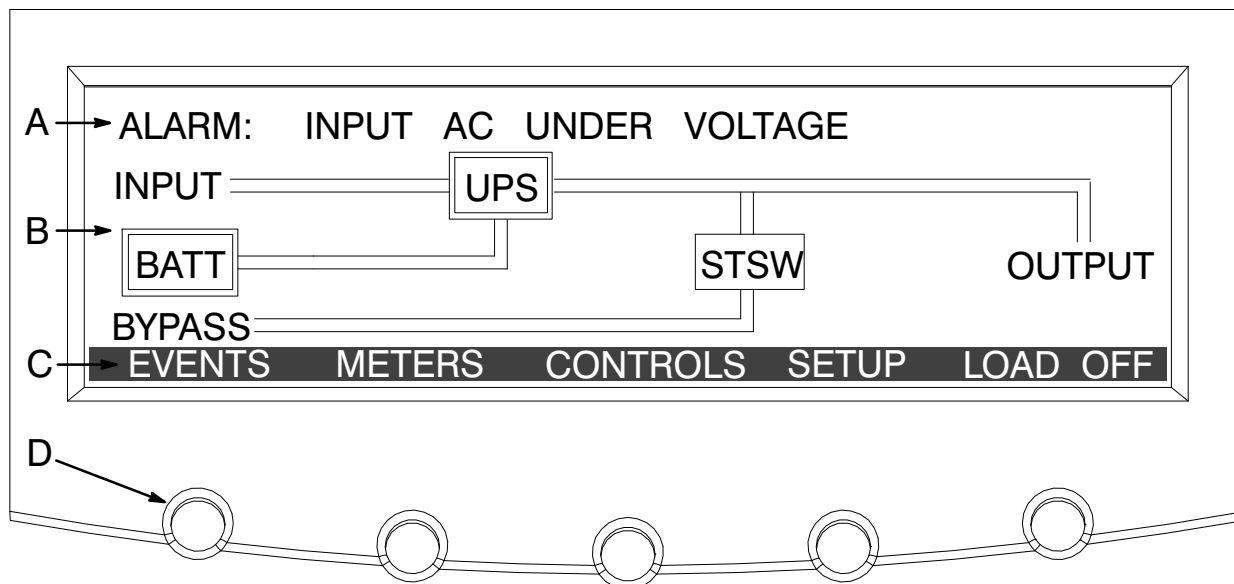 A ALARM: INPUT AC UNDER VOLTAGE
INPUT UPS
B
BATT STSW OUTPUT
BYPASS
C EVENTS METERS CONTROLS SETUP LOAD OFF
D